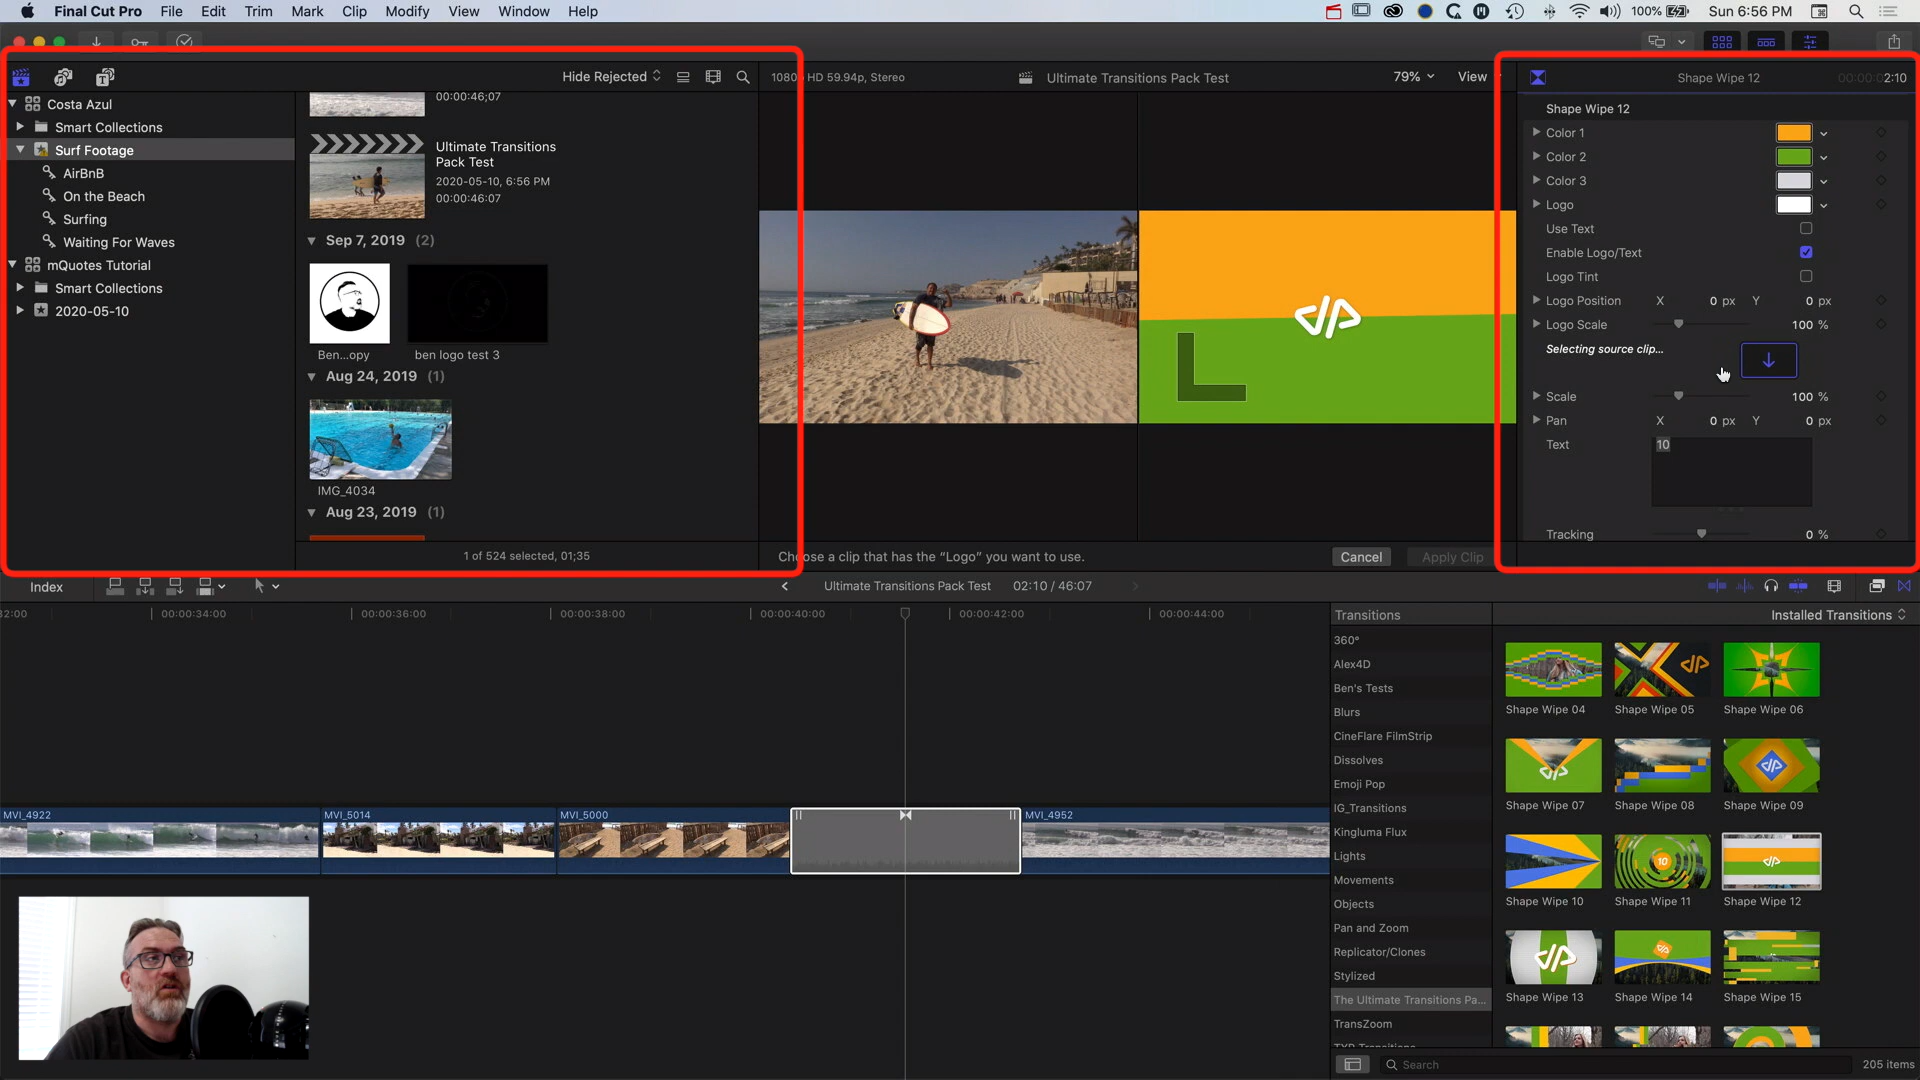 Final Cut Pro File Edit Trim Mark Clip Modify View Window Help
100% Sun 6:56 PM
Hide Rejected
Costa Azul
Smart Collections
Surf Footage
AirBnB
On the Beach
Surfing
Waiting For Waves
mQuotes Tutorial
Smart Collections
2020-05-10
00:00:46;07
Ultimate Transitions
Pack Test
2020-05-10, 6:56 PM
00:00:46:07
Sep 7, 2019 (2)
Ben...opy
ben logo test 3
Aug 24, 2019 (1)
IMG_4034
Aug 23, 2019 (1)
1 of 524 selected, 01;35
HD 59.94p, Stereo
Ultimate Transitions Pack Test
79%
View
Choose a clip that has the “Logo” you want to use.
Cancel
Apply Clip
Shape Wipe 12
2:10
Shape Wipe 12
Color 1
Color 2
Color 3
Logo
Use Text
Enable Logo/Text
Logo Tint
Logo Position X 0 px Y 0 px
Logo Scale 100 %
Selecting source clip...
Scale 100 %
Pan X 0 px Y 0 px
Text 10
Tracking 0 %
Index
Ultimate Transitions Pack Test
02:10 / 46:07
32:00
00:00:34:00
00:00:36:00
00:00:38:00
00:00:40:00
00:00:42:00
00:00:44:00
MVI_4922
MVI_5014
MVI_5000
MVI_4952
Transitions
Installed Transitions
360°
Alex4D
Ben's Tests
Blurs
CineFlare FilmStrip
Dissolves
Emoji Pop
IG_Transitions
Kingluma Flux
Lights
Movements
Objects
Pan and Zoom
Replicator/Clones
Stylized
The Ultimate Transitions Pa...
TransZoom
Shape Wipe 04
Shape Wipe 05
Shape Wipe 06
Shape Wipe 07
Shape Wipe 08
Shape Wipe 09
10
Shape Wipe 10
Shape Wipe 11
Shape Wipe 12
Shape Wipe 13
Shape Wipe 14
Shape Wipe 15
Search
205 items